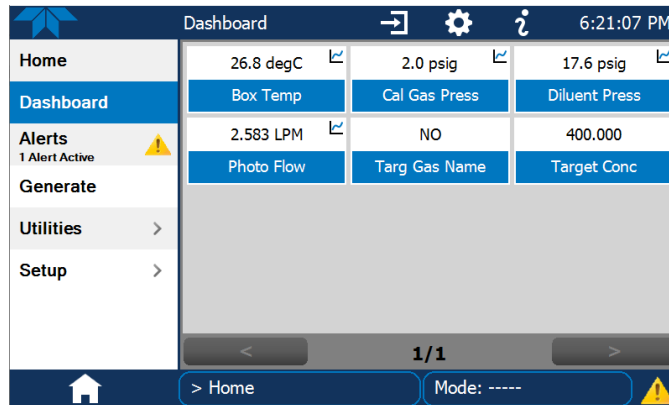 Dashboard
6:21:07 PM
Home
Dashboard
Alerts
1 Alert Active
Generate
Utilities >
Setup >
26.8 degC
Box Temp
2.0 psig
Cal Gas Press
17.6 psig
Diluent Press
2.583 LPM
Photo Flow
NO
Targ Gas Name
400.000
Target Conc
< 1/1 >
> Home
Mode: -----